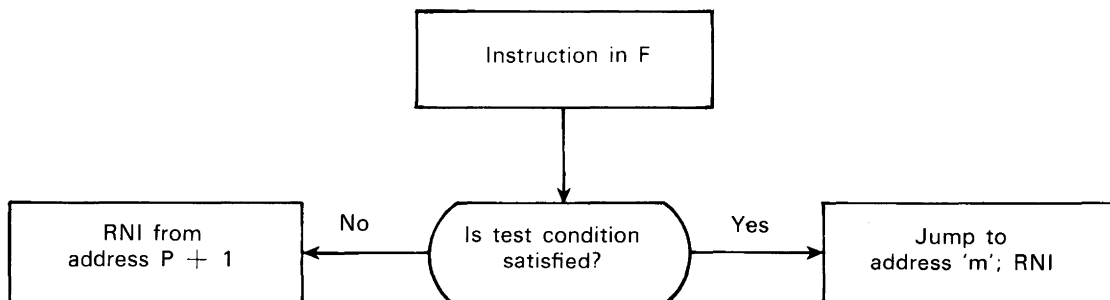 Instruction in F
No
Yes
RNI from
address P + 1
Is test condition
satisfied?
Jump to
address 'm'; RNI